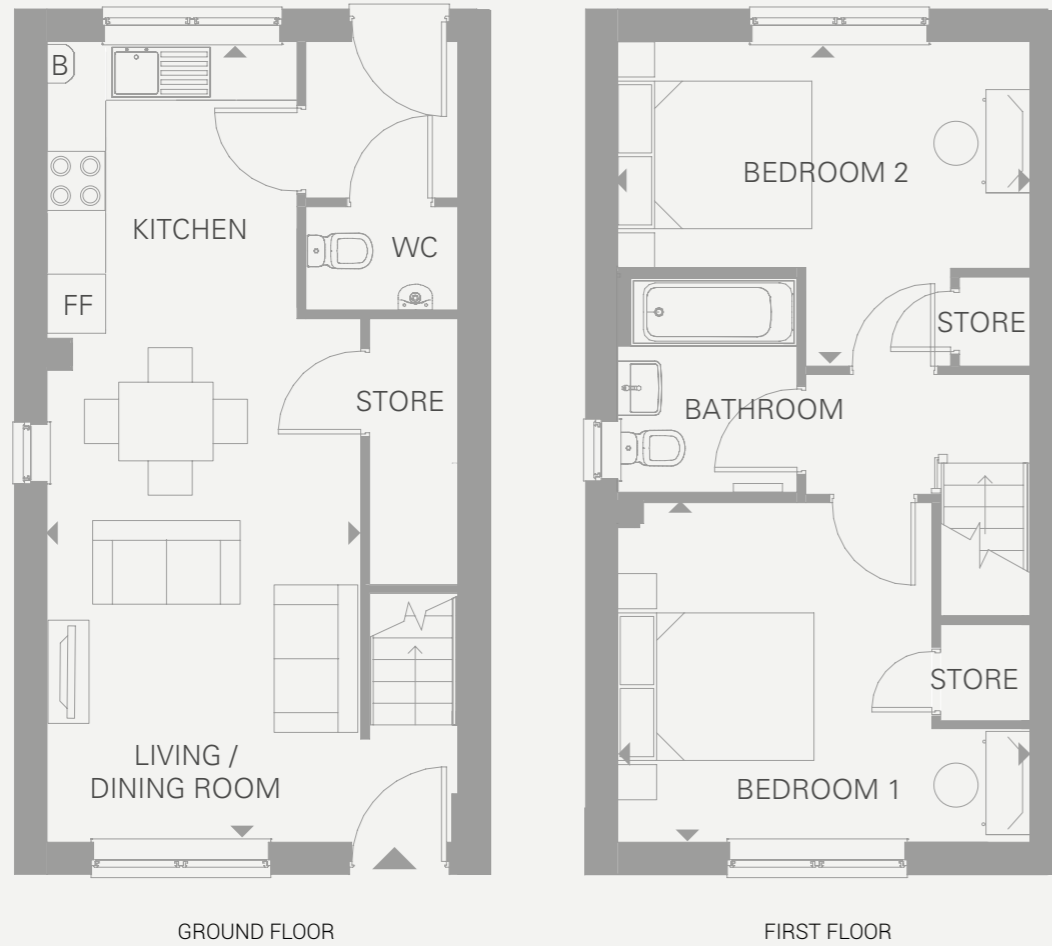 B
KITCHEN
WC
FF
STORE
LIVING /
DINING ROOM
GROUND FLOOR
BEDROOM 2
STORE
BATHROOM
STORE
BEDROOM 1
FIRST FLOOR